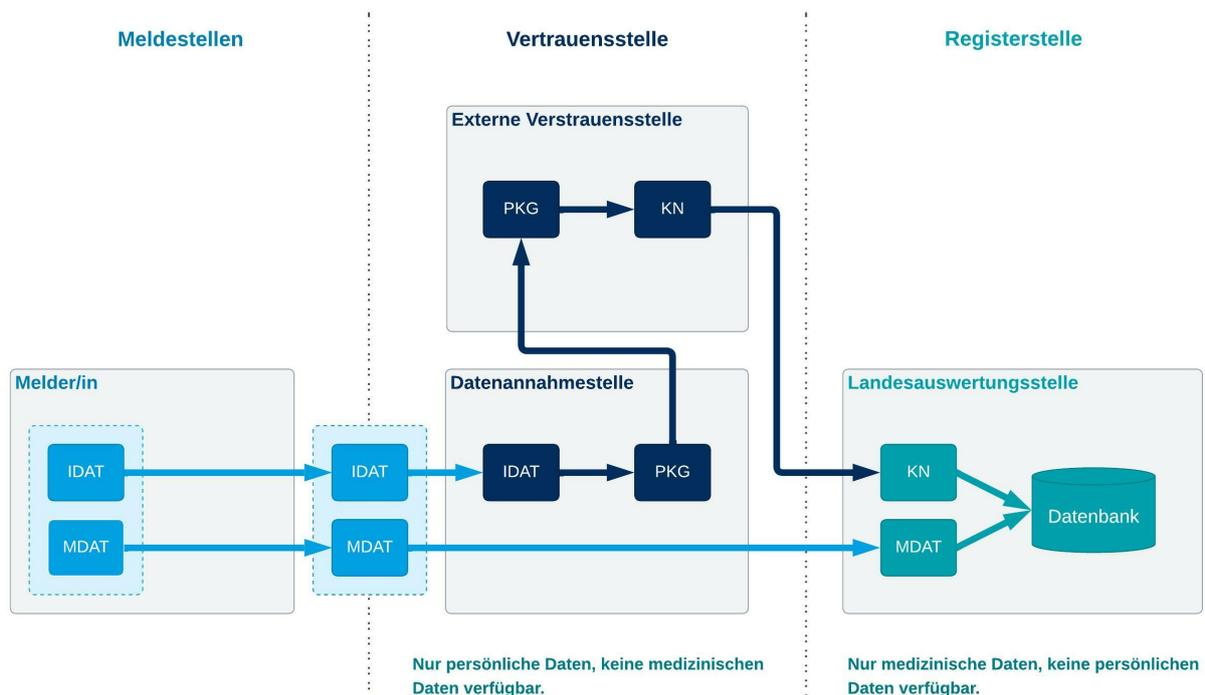 Meldestellen
Vertrauensstelle
Registerstelle
Externe Verstrauensstelle
PKG
KN
Melder/in
Datenannahmestelle
Landesauswertungsstelle
IDAT
IDAT
IDAT
PKG
KN
MDAT
MDAT
MDAT
Datenbank
Nur persönliche Daten, keine medizinischen
Daten verfügbar.
Nur medizinische Daten, keine persönlichen
Daten verfügbar.